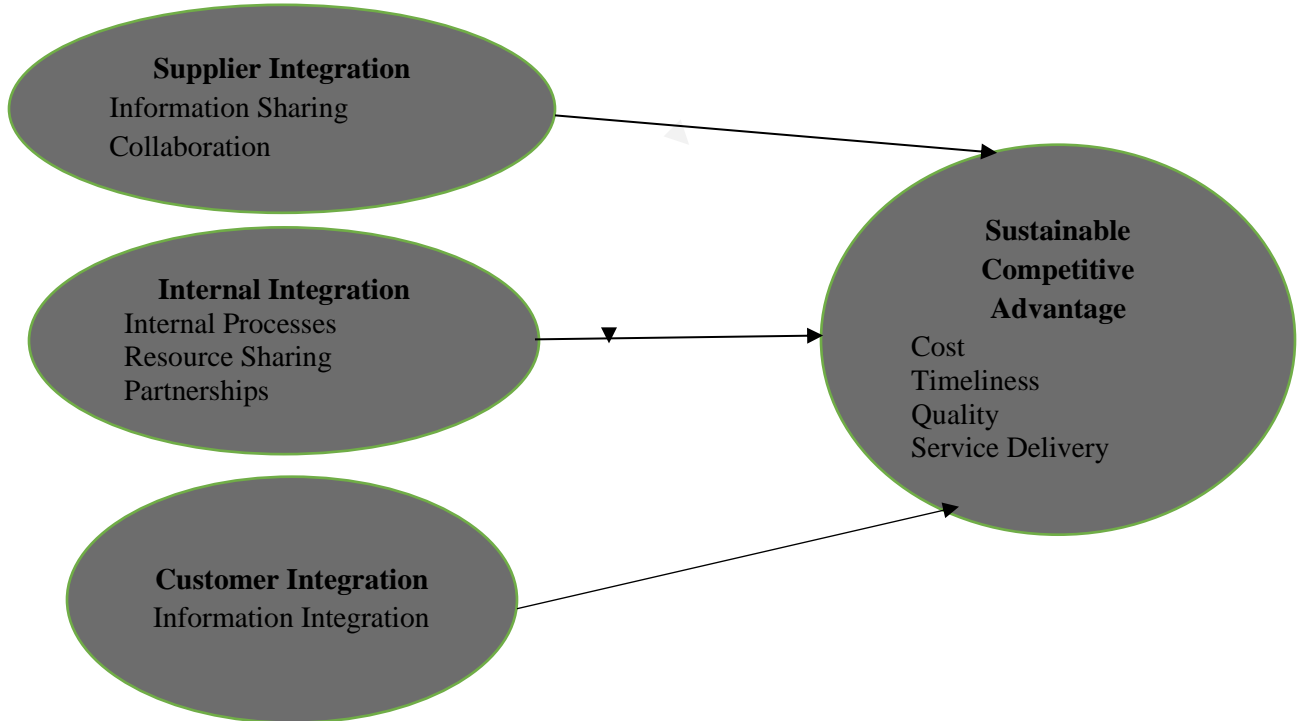 Supplier Integration
Information Sharing
Collaboration
Internal Integration
Internal Processes
Resource Sharing
Partnerships
Customer Integration
Information Integration
Sustainable
Competitive
Advantage
Cost
Timeliness
Quality
Service Delivery